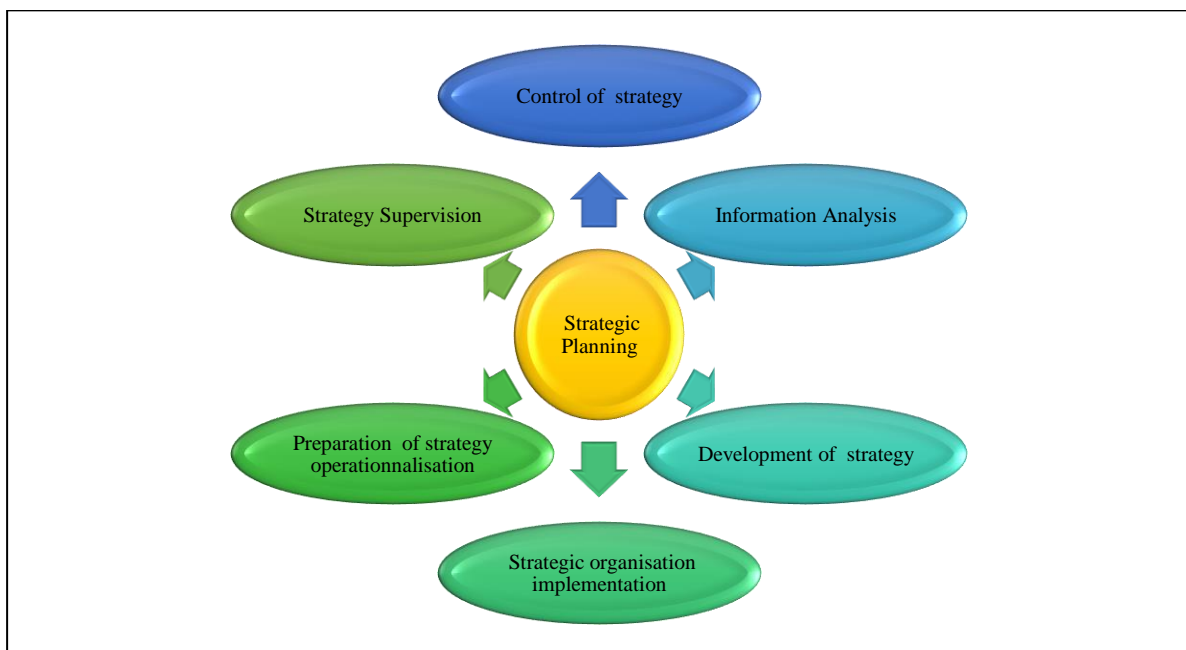 Control of strategy
Strategy Supervision
Information Analysis
Strategic
Planning
Preparation of strategy
operationnalisation
Development of strategy
Strategic organisation
implementation